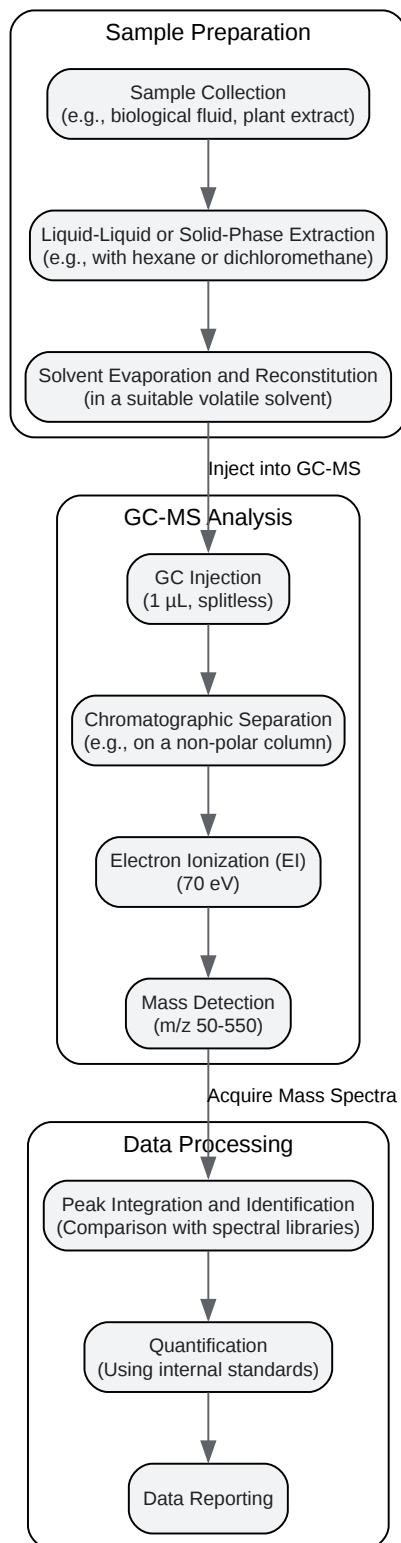 Sample Preparation
Sample Collection
(e.g., biological fluid, plant extract)
Liquid-Liquid or Solid-Phase Extraction
(e.g., with hexane or dichloromethane)
Solvent Evaporation and Reconstitution
(in a suitable volatile solvent)
Inject into GC-MS
GC-MS Analysis
GC Injection
(1 µL, splitless)
Chromatographic Separation
(e.g., on a non-polar column)
Electron Ionization (EI)
(70 eV)
Mass Detection
(m/z 50-550)
Acquire Mass Spectra
Data Processing
Peak Integration and Identification
(Comparison with spectral libraries)
Quantification
(Using internal standards)
Data Reporting